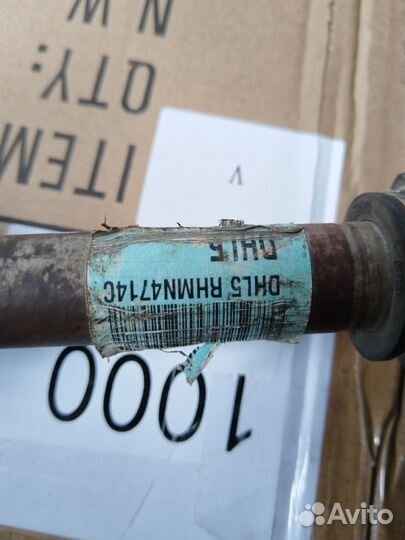 1000
DHL5 RHMN4714C
DHL5
V
ITEM
QTY:
N W
Avito